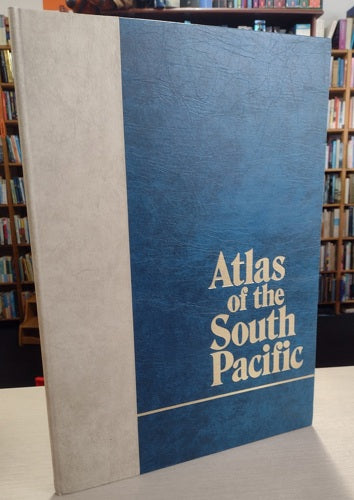 Atlas
of the
South
Pacific